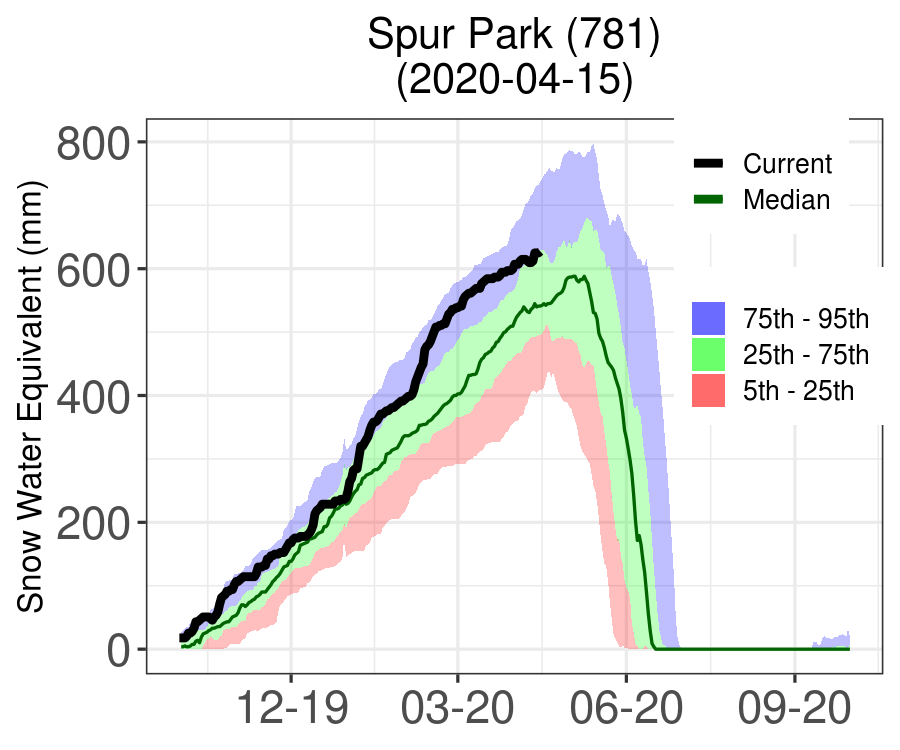 Spur Park (781)
(2020-04-15)
Snow Water Equivalent (mm)
800
600
400
200
0
12-19
03-20
06-20
09-20
Current
Median
75th - 95th
25th - 75th
5th - 25th